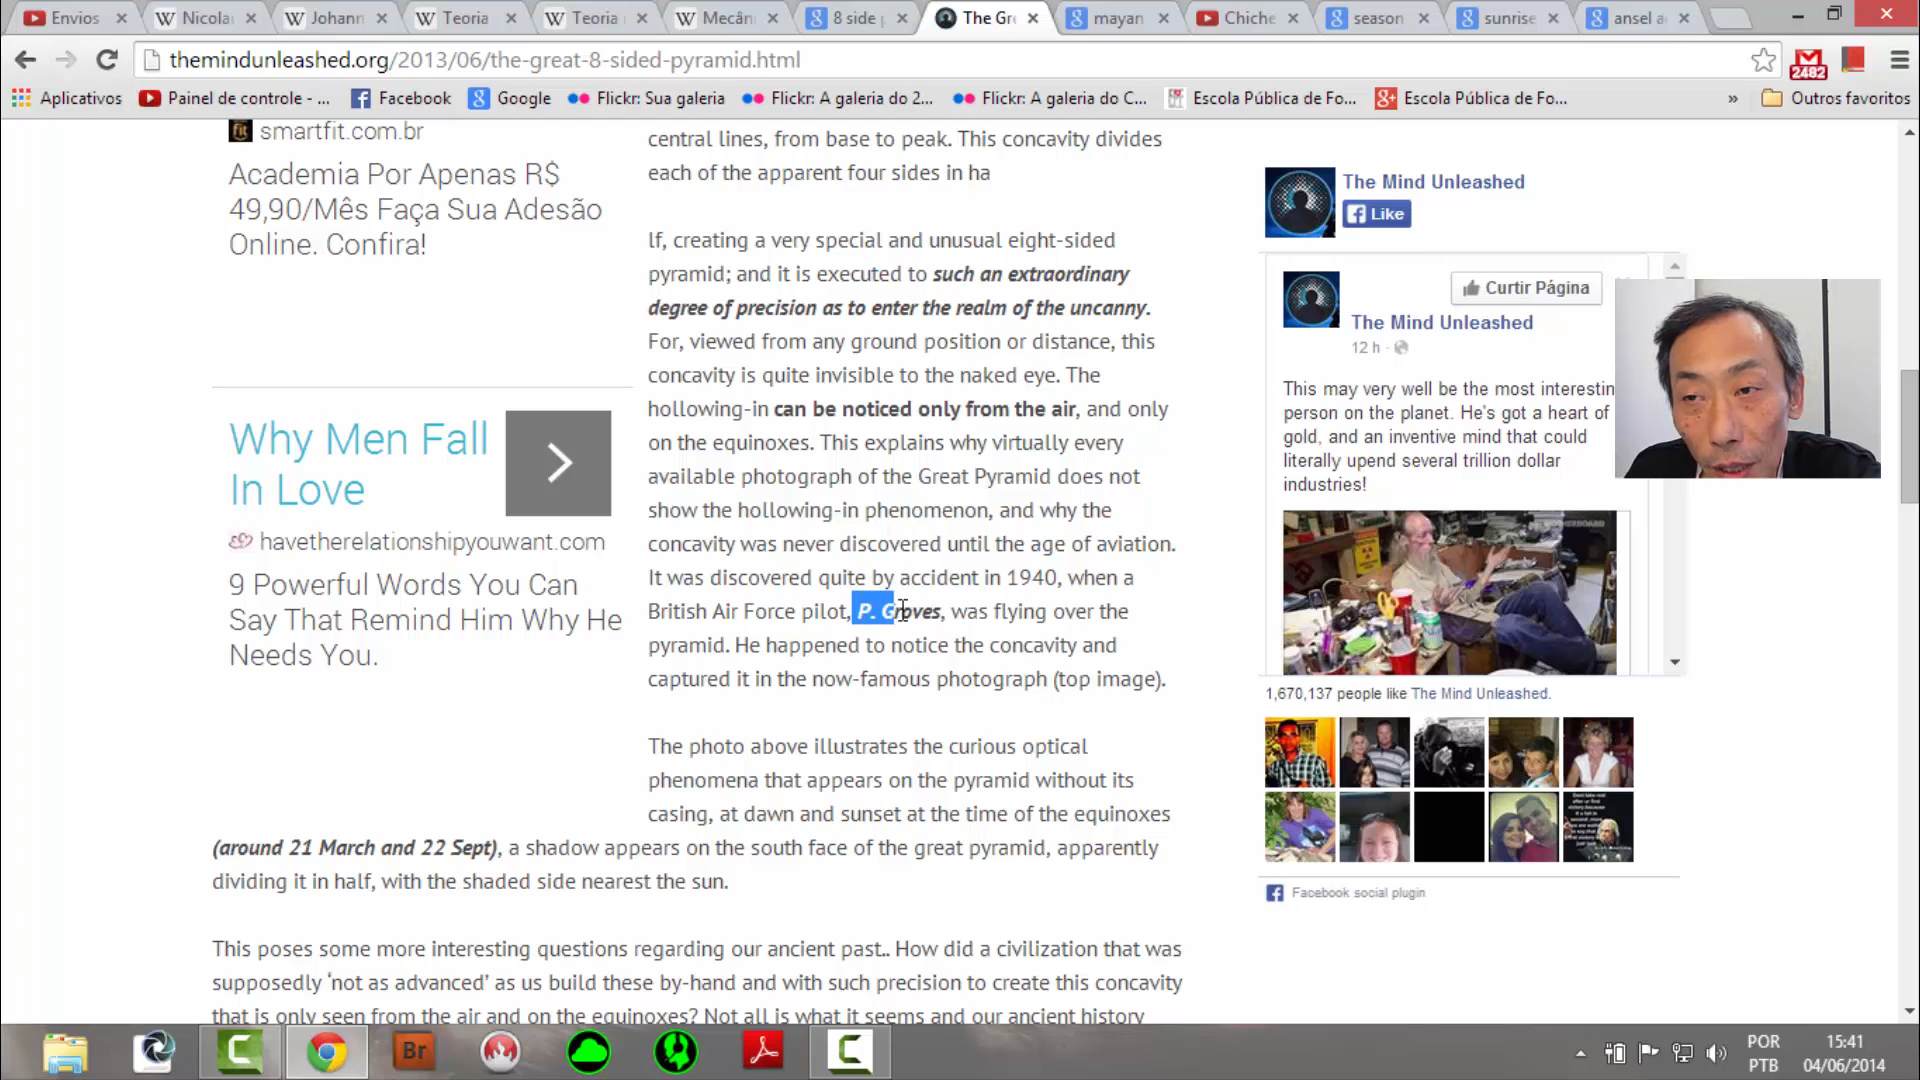 Envios
Nicola
Johann
Teoria
Teoria
Mecân
8 side
The Gre
mayan
Chiche
season
sunrise
ansel a
themindunleashed.org/2013/06/the-great-8-sided-pyramid.html
2482
Aplicativos
Painel de controle - ...
Facebook
Google
Flickr: Sua galeria
Flickr: A galeria do 2...
Flickr: A galeria do C...
Escola Pública de Fo...
Escola Pública de Fo...
»
Outros favoritos
smartfit.com.br
Academia Por Apenas R$
49,90/Mês Faça Sua Adesão
Online. Confira!
Why Men Fall
In Love
havetherelationshipyouwant.com
9 Powerful Words You Can
Say That Remind Him Why He
Needs You.
central lines, from base to peak. This concavity divides
each of the apparent four sides in ha
lf, creating a very special and unusual eight-sided
pyramid; and it is executed to such an extraordinary
degree of precision as to enter the realm of the uncanny.
For, viewed from any ground position or distance, this
concavity is quite invisible to the naked eye. The
hollowing-in can be noticed only from the air, and only
on the equinoxes. This explains why virtually every
available photograph of the Great Pyramid does not
show the hollowing-in phenomenon, and why the
concavity was never discovered until the age of aviation.
It was discovered quite by accident in 1940, when a
British Air Force pilot, P. Groves, was flying over the
pyramid. He happened to notice the concavity and
captured it in the now-famous photograph (top image).
The photo above illustrates the curious optical
phenomena that appears on the pyramid without its
casing, at dawn and sunset at the time of the equinoxes
(around 21 March and 22 Sept), a shadow appears on the south face of the great pyramid, apparently
dividing it in half, with the shaded side nearest the sun.
This poses some more interesting questions regarding our ancient past.. How did a civilization that was
supposedly ‘not as advanced’ as us build these by-hand and with such precision to create this concavity
that is only seen from the air and on the equinoxes? Not all is what it seems and our ancient history
The Mind Unleashed
Like
Curtir Página
The Mind Unleashed
12 h ·
This may very well be the most interestin
person on the planet. He's got a heart of
gold, and an inventive mind that could
literally upend several trillion dollar
industries!
1,670,137 people like The Mind Unleashed.
Facebook social plugin
Br
POR
PTB
15:41
04/06/2014